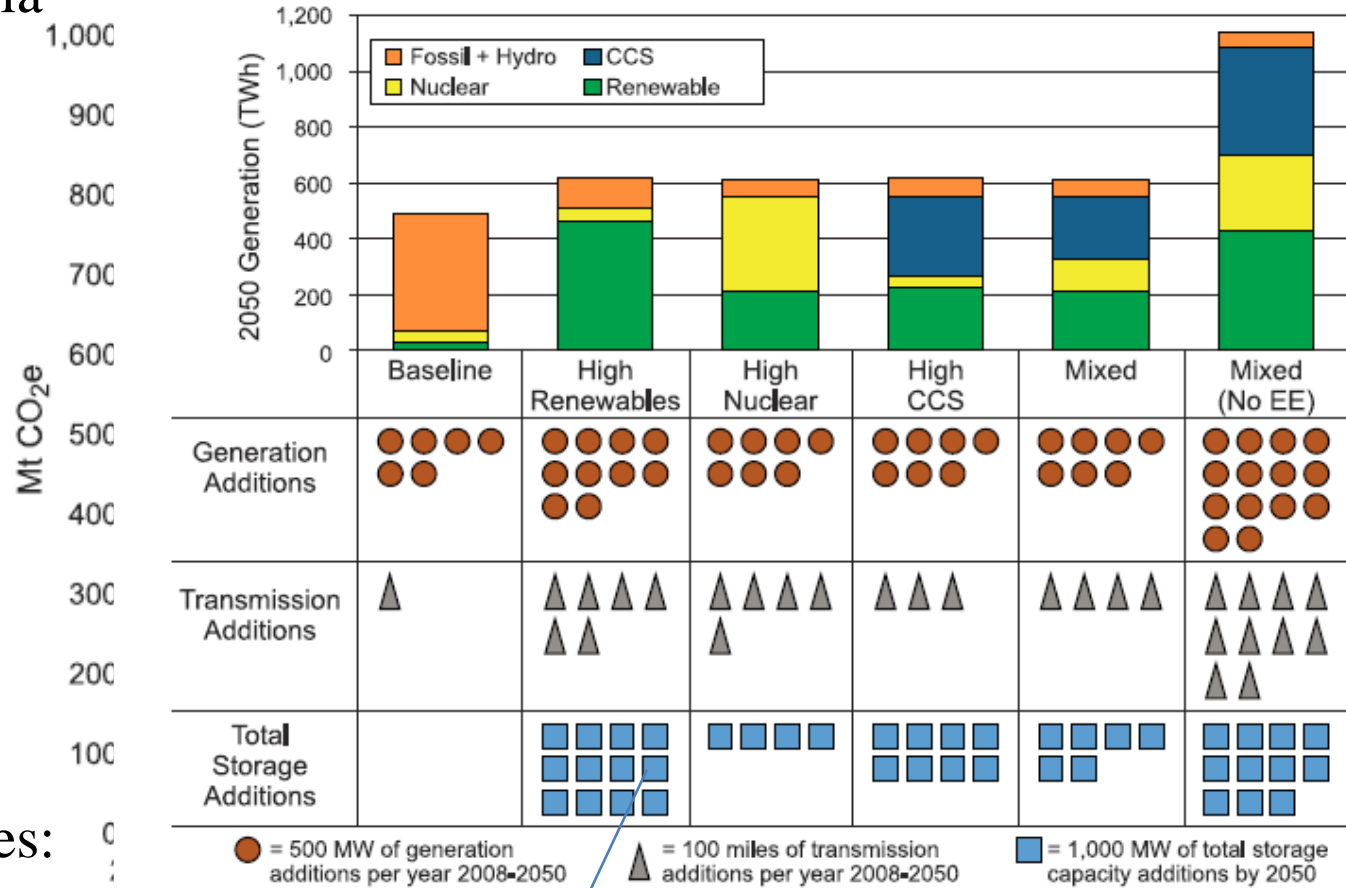 1,000
900
800
700
600
500
400
300
200
100
Mt CO2e
es:
2050 Generation (TWh)
1,200
1,000
800
600
400
200
0
Fossil + Hydro
CCS
Nuclear
Renewable
Baseline
High
Renewables
High
Nuclear
High
CCS
Mixed
Mixed
(No EE)
Generation
Additions
Transmission
Additions
Total
Storage
Additions
= 500 MW of generation
additions per year 2008-2050
= 100 miles of transmission
additions per year 2008-2050
= 1,000 MW of total storage
capacity additions by 2050